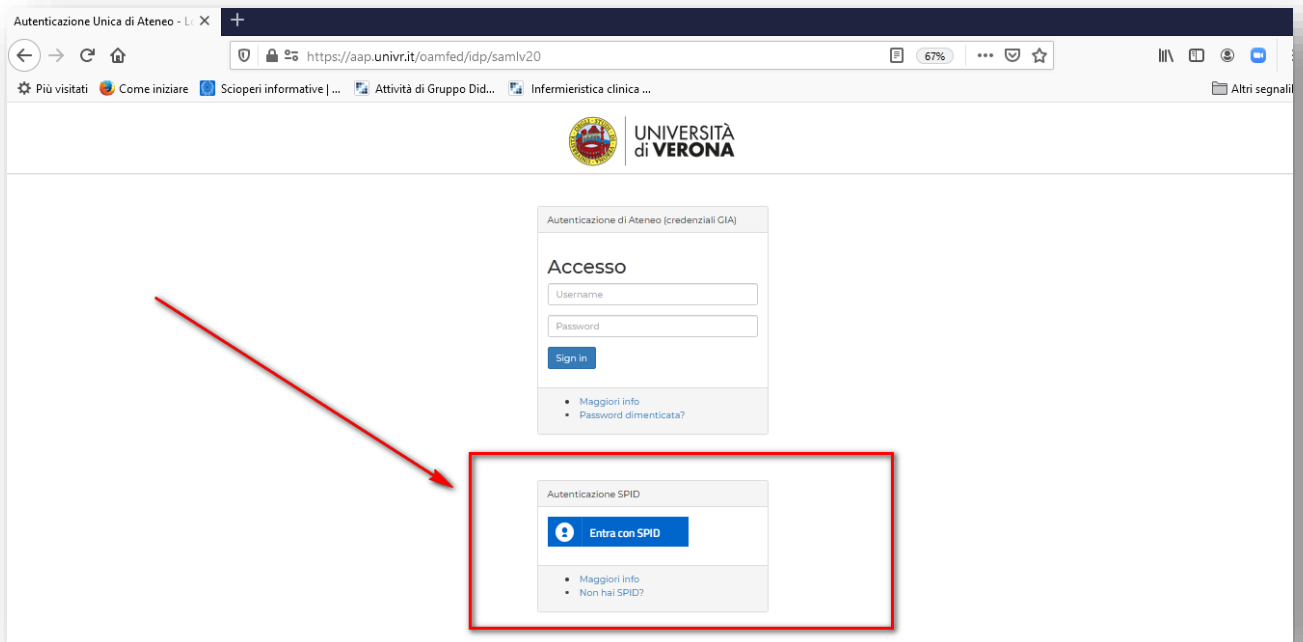 Autenticazione Unica di Ateneo - Lo
https://aap.univr.it/oamfed/idp/samlv20
67%
Più visitati Come iniziare Scioperi informative | ... Attività di Gruppo Did... Infermieristica clinica ... Altri segnalil
UNIVERSITÀ
di VERONA
Autenticazione di Ateneo (credenziali GIA)
Accesso
Username
Password
Sign in
Maggiori info
Password dimenticata?
Autenticazione SPID
Entra con SPID
Maggiori info
Non hai SPID?